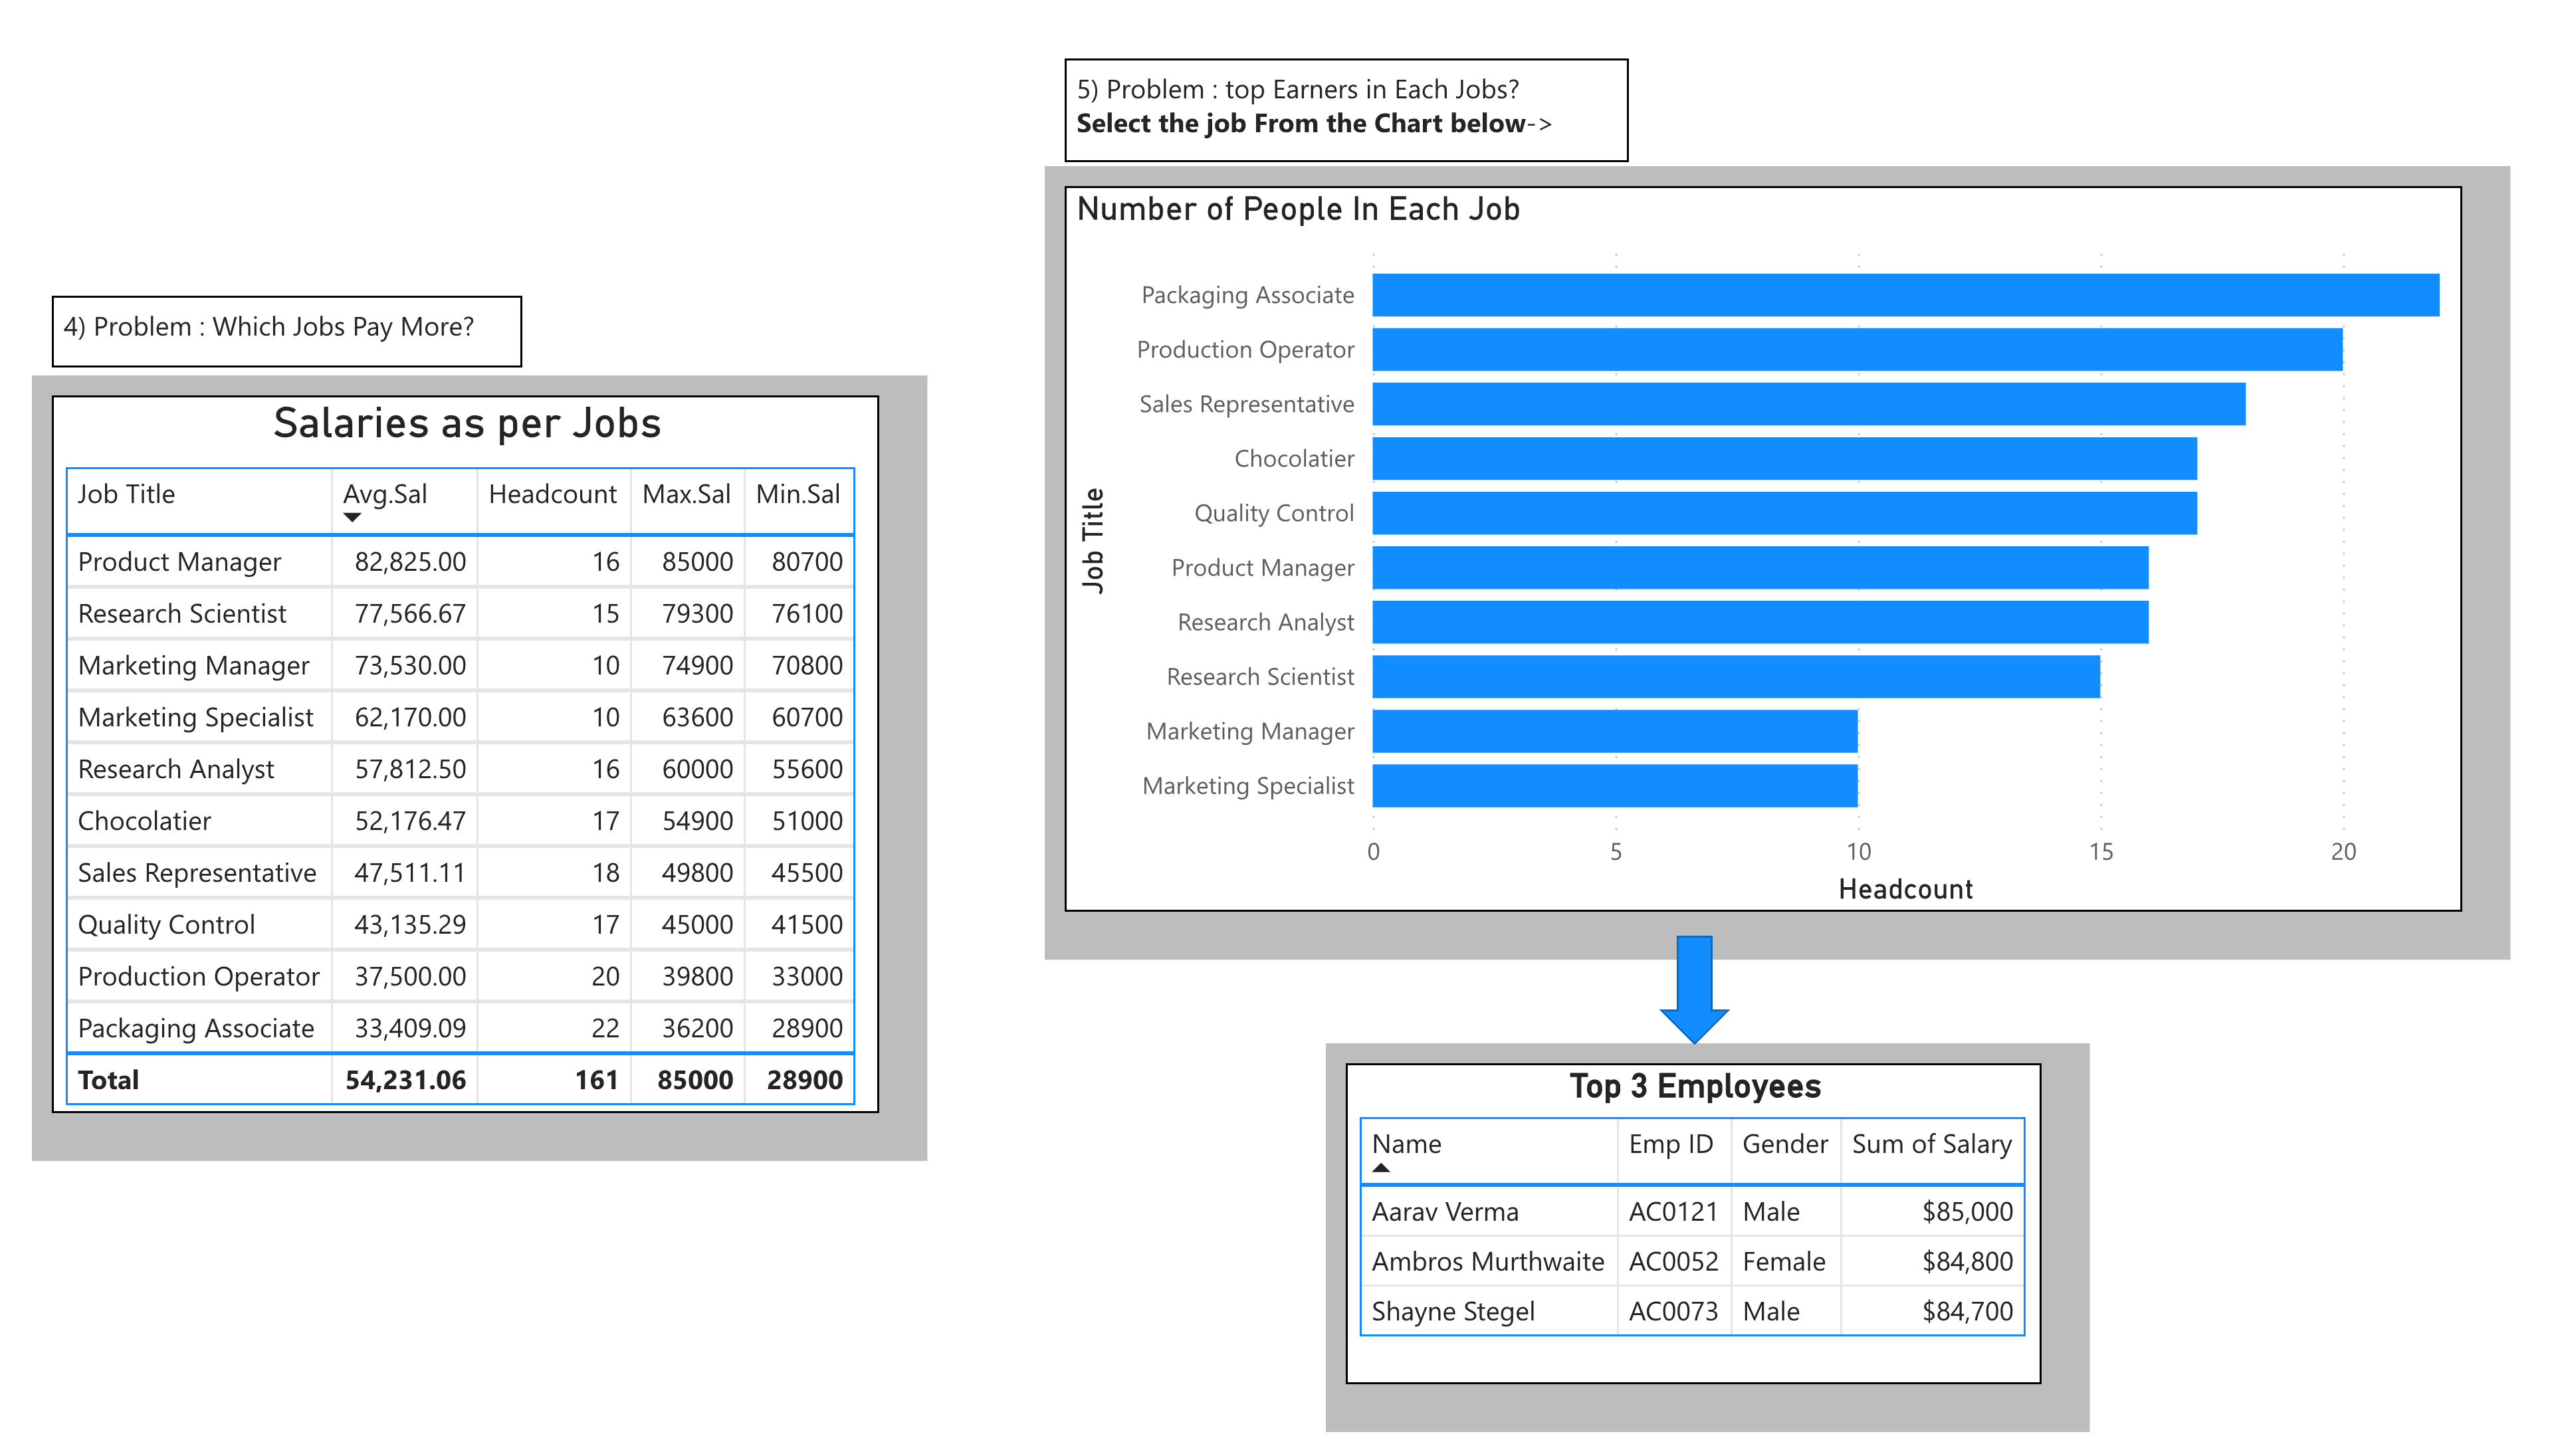 4) Problem : Which Jobs Pay More?
Salaries as per Jobs
Job Title Avg.Sal Headcount Max.Sal Min.Sal
Product Manager 82,825.00 16 85000 80700
Research Scientist 77,566.67 15 79300 76100
Marketing Manager 73,530.00 10 74900 70800
Marketing Specialist 62,170.00 10 63600 60700
Research Analyst 57,812.50 16 60000 55600
Chocolatier 52,176.47 17 54900 51000
Sales Representative 47,511.11 18 49800 45500
Quality Control 43,135.29 17 45000 41500
Production Operator 37,500.00 20 39800 33000
Packaging Associate 33,409.09 22 36200 28900
Total 54,231.06 161 85000 28900
5) Problem : top Earners in Each Jobs?
Select the job From the Chart below->
Number of People In Each Job
Job Title
Packaging Associate
Production Operator
Sales Representative
Chocolatier
Quality Control
Product Manager
Research Analyst
Research Scientist
Marketing Manager
Marketing Specialist
0 5 10 15 20
Headcount
Top 3 Employees
Name Emp ID Gender Sum of Salary
Aarav Verma AC0121 Male $85,000
Ambros Murthwaite AC0052 Female $84,800
Shayne Stegel AC0073 Male $84,700